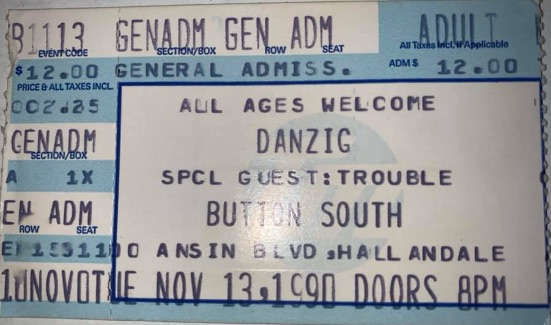 B1113 GENADM GEN ADM ADULT
EVENT CODE SECTION/BOX ROW SEAT All Taxes Incl. If Applicable
$12.00 GENERAL ADMISS. ADM$ 12.00
PRICE & ALL TAXES INCL.
ALL AGES WELCOME
GENADM DANZIG
SECTION/BOX
A 1X SPCL GUEST:TROUBLE
ADM BUTTON SOUTH
ROW SEAT
ANSIN BLVD ,HALLANDALE
TUE NOV 13,1990 DOORS 8PM